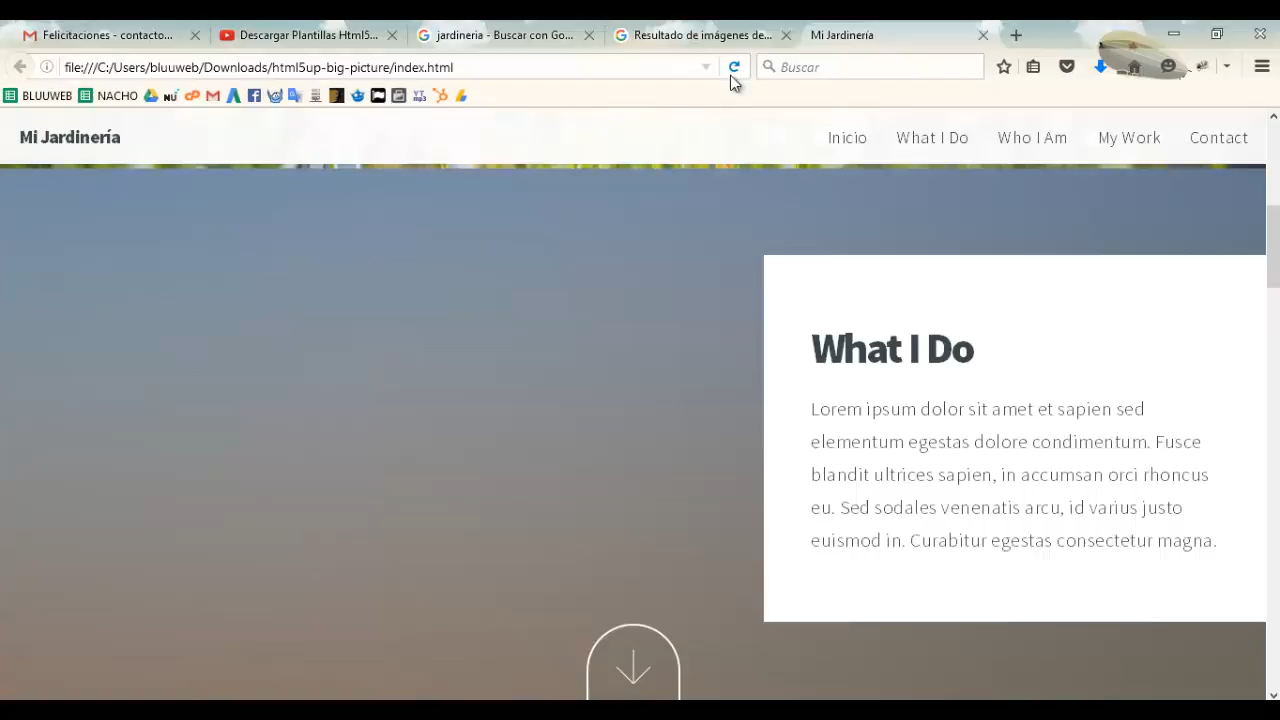 Felicitaciones - contacto...
Descargar Plantillas Html5...
jardineria - Buscar con Go...
Resultado de imágenes de...
Mi Jardinería
file:///C:/Users/bluuweb/Downloads/html5up-big-picture/index.html
Buscar
BLUUWEB
NACHO
Mi Jardinería
Inicio
What I Do
Who I Am
My Work
Contact
What I Do
Lorem ipsum dolor sit amet et sapien sed
elementum egestas dolore condimentum. Fusce
blandit ultrices sapien, in accumsan orci rhoncus
eu. Sed sodales venenatis arcu, id varius justo
euismod in. Curabitur egestas consectetur magna.